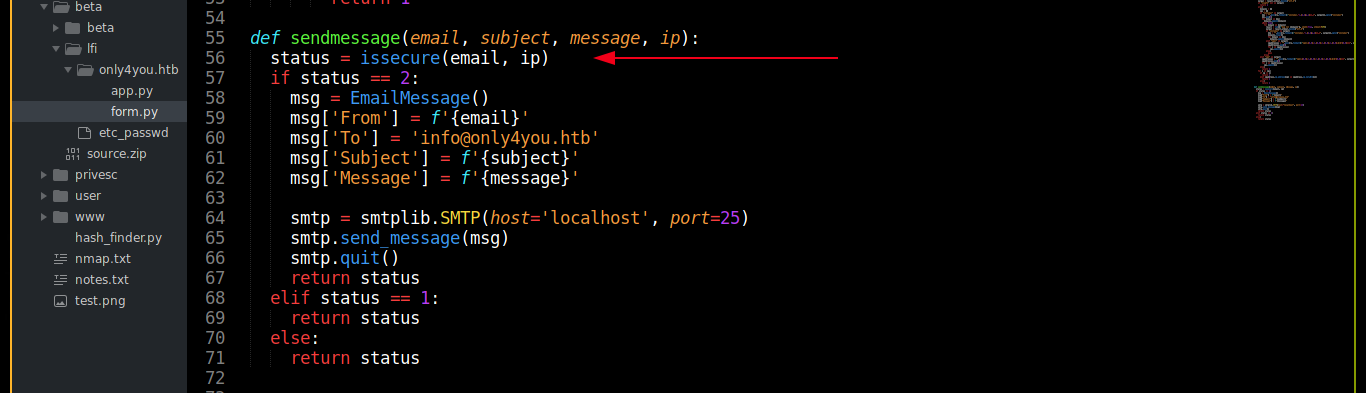 beta
beta
lfi
only4you.htb
app.py
form.py
etc_passwd
source.zip
privesc
user
www
hash_finder.py
nmap.txt
notes.txt
test.png
54
55 def sendmessage(email, subject, message, ip):
56 status = issecure(email, ip)
57 if status == 2:
58 msg = EmailMessage()
59 msg['From'] = f'{email}'
60 msg['To'] = 'info@only4you.htb'
61 msg['Subject'] = f'{subject}'
62 msg['Message'] = f'{message}'
63
64 smtp = smtplib.SMTP(host='localhost', port=25)
65 smtp.send_message(msg)
66 smtp.quit()
67 return status
68 elif status == 1:
69 return status
70 else:
71 return status
72